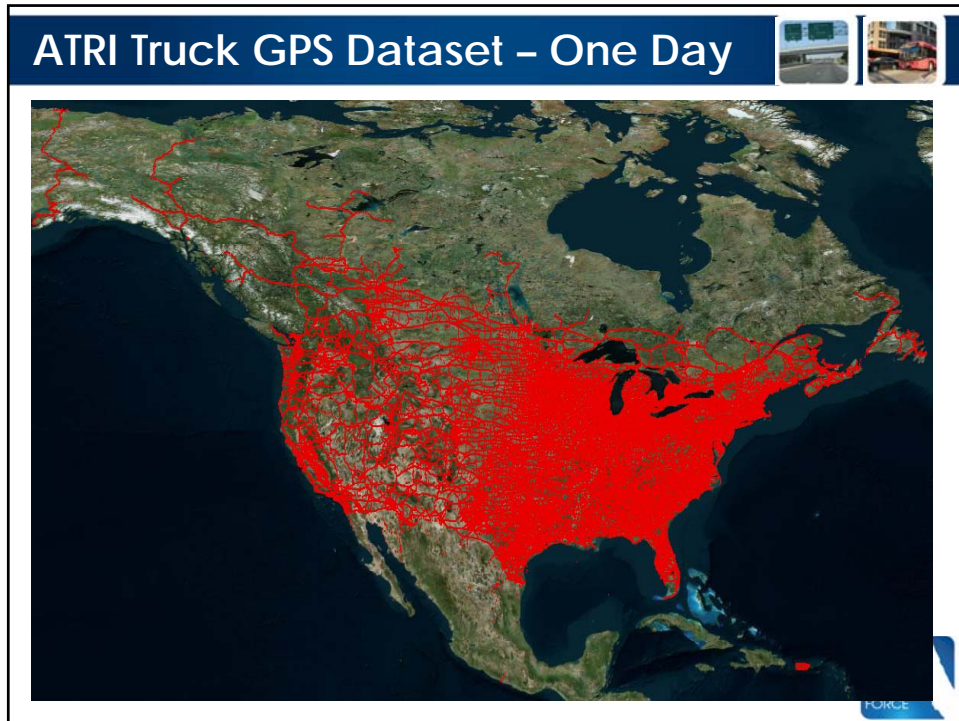 ATRI Truck GPS Dataset – One Day
FORCE